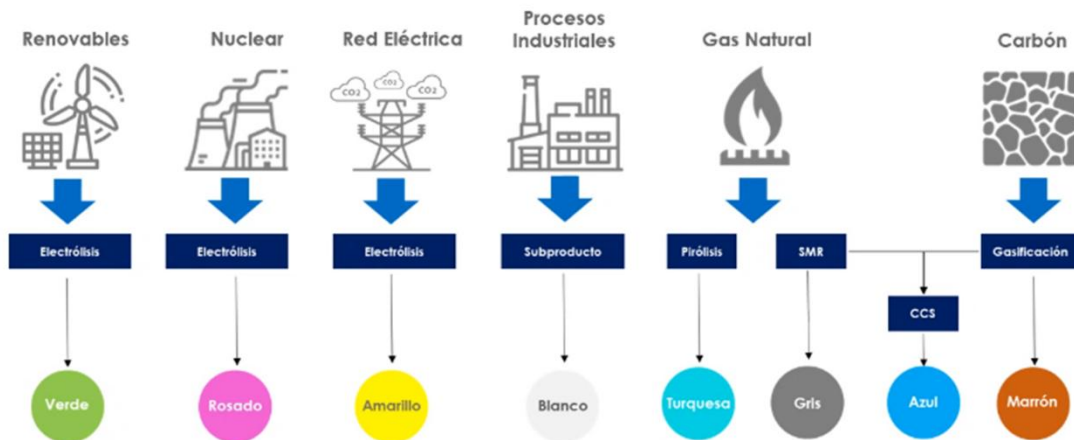 Renovables
Nuclear
Red Eléctrica
Procesos
Industriales
Gas Natural
Carbón
CO2
CO2
CO2
Electrólisis
Electrólisis
Electrólisis
Subproducto
Pirólisis
SMR
Gasificación
CCS
Verde
Rosado
Amarillo
Blanco
Turquesa
Gris
Azul
Marrón